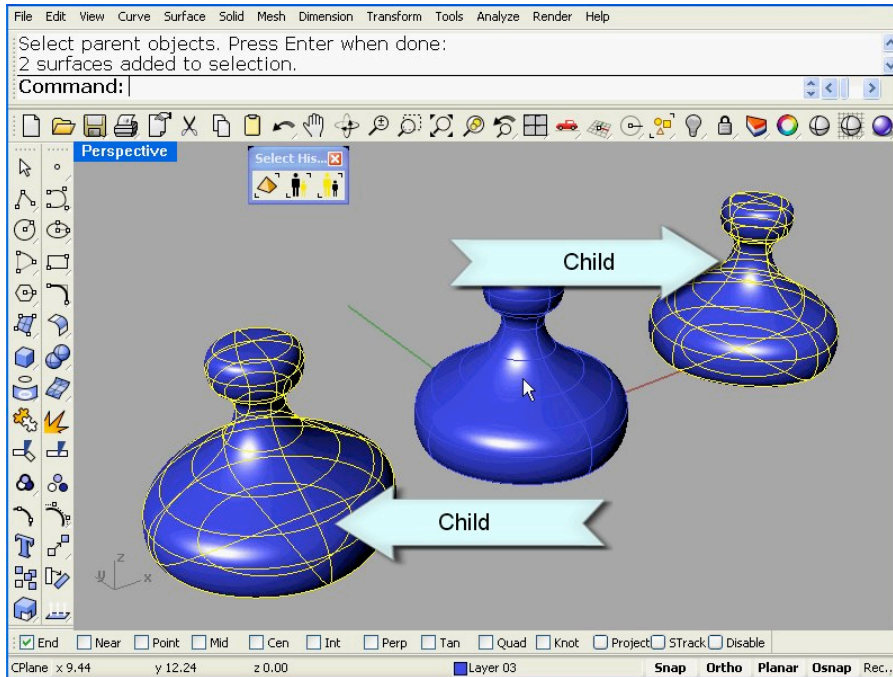 File Edit View Curve Surface Solid Mesh Dimension Transform Tools Analyze Render Help
Select parent objects. Press Enter when done:
2 surfaces added to selection.
Command:
Perspective
Select His...
Child
Child
z
y x
End Near Point Mid Cen Int Perp Tan Quad Knot Project STrack Disable
CPlane x 9.44 y 12.24 z 0.00 Layer 03 Snap Ortho Planar Osnap Rec...